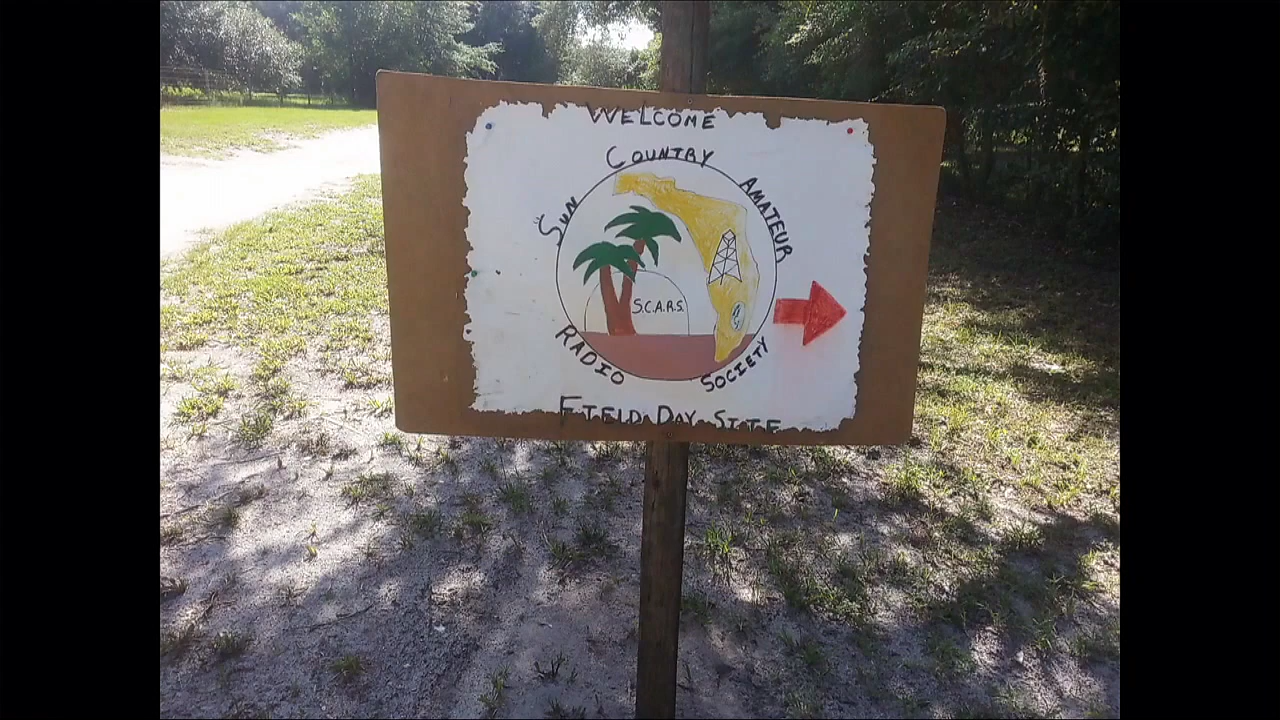 WELCOME
SUN COUNTRY AMATEUR
S.C.A.R.S.
RADIO SOCIETY
FIELD DAY SITE